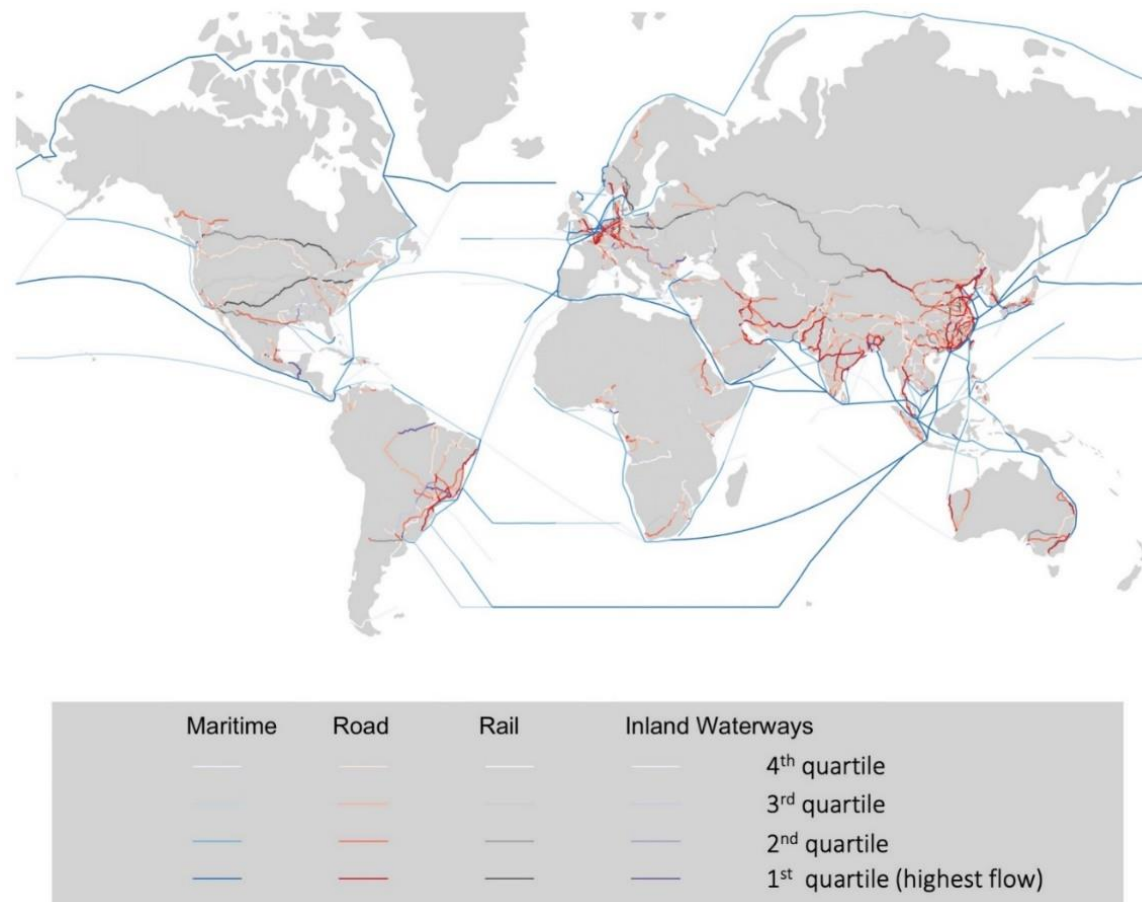 Maritime Road Rail Inland Waterways
4th quartile
3rd quartile
2nd quartile
1st quartile (highest flow)